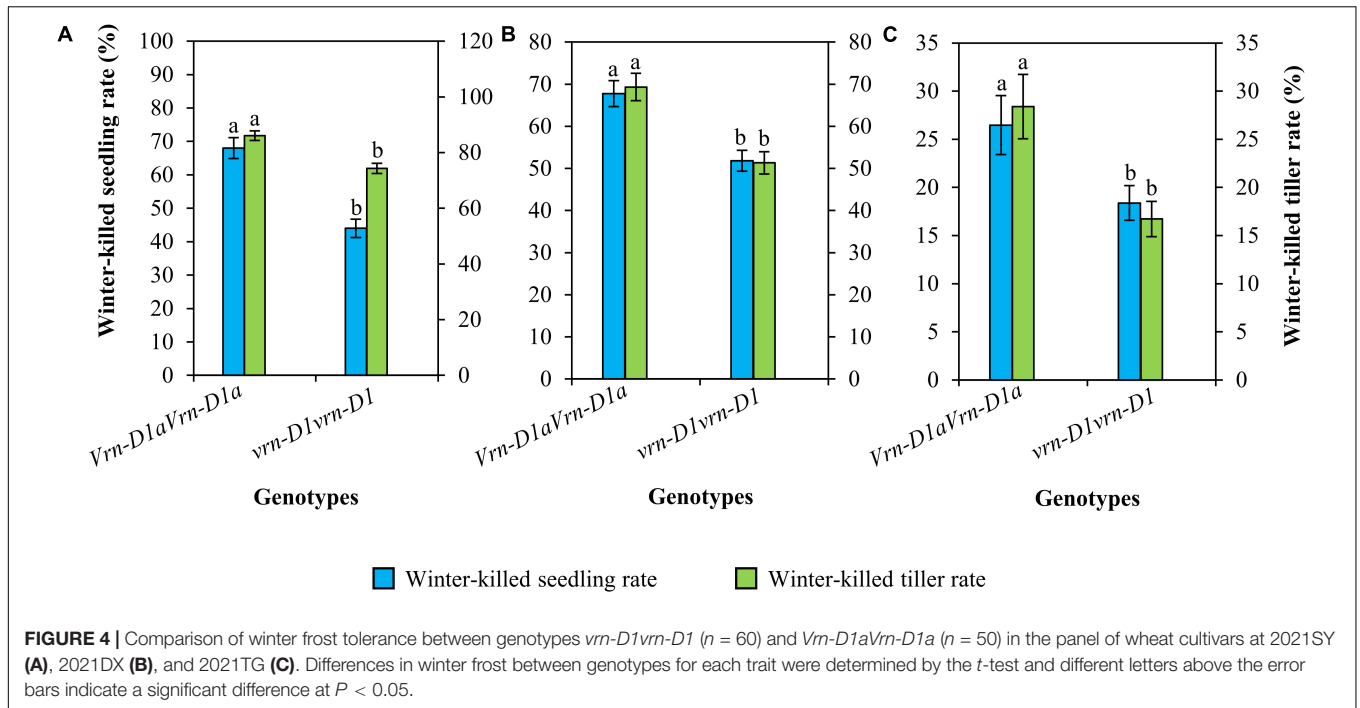 A
Winter-killed seedling rate (%)
100
90
80
70
60
50
40
30
20
10
0
a a
b b
120
100
80
60
40
20
0
Vrn-D1aVrn-D1a
vrn-D1vrn-D1
Genotypes
B
80
70
60
50
40
30
20
10
0
a a
b b
80
70
60
50
40
30
20
10
0
Vrn-D1aVrn-D1a
vrn-D1vrn-D1
Genotypes
C
35
30
25
20
15
10
5
0
a a
b b
35
30
25
20
15
10
5
0
Winter-killed tiller rate (%)
Vrn-D1aVrn-D1a
vrn-D1vrn-D1
Genotypes
Winter-killed seedling rate
Winter-killed tiller rate
FIGURE 4 | Comparison of winter frost tolerance between genotypes vrn-D1vrn-D1 (n = 60) and Vrn-D1aVrn-D1a (n = 50) in the panel of wheat cultivars at 2021SY
(A), 2021DX (B), and 2021TG (C). Differences in winter frost between genotypes for each trait were determined by the t-test and different letters above the error
bars indicate a significant difference at P < 0.05.